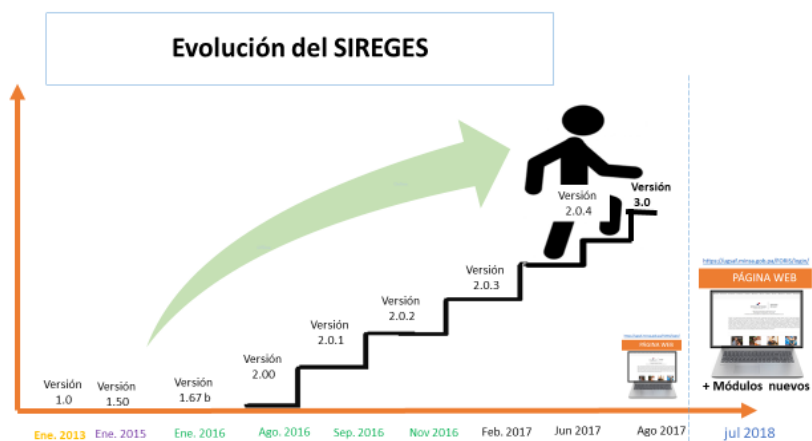 Evolución del SIREGES
Versión
1.0
Versión
1.50
Versión
1.67 b
Versión
2.00
Versión
2.0.1
Versión
2.0.2
Versión
2.0.3
Versión
2.0.4
Versión
3.0
PÁGINA WEB
PÁGINA WEB
+ Módulos nuevos
Ene. 2013
Ene. 2015
Ene. 2016
Ago. 2016
Sep. 2016
Nov 2016
Feb. 2017
Jun 2017
Ago 2017
jul 2018